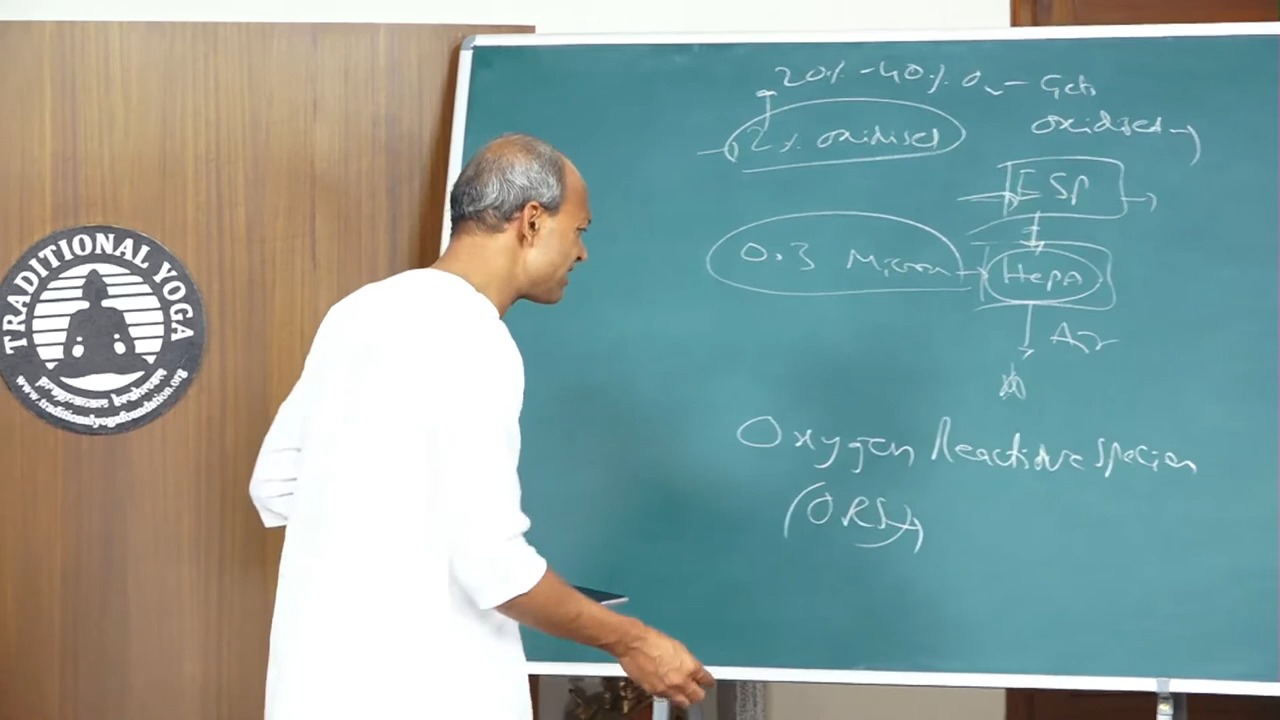 TRADITIONAL YOGA
www.traditionalyogafoundation.org
20% - 40% O2 - Gets
oxidised
2% oxidised
ESP
0.3 Micron
HEPA
Air
Oxygen Reactive Species
(ORS)